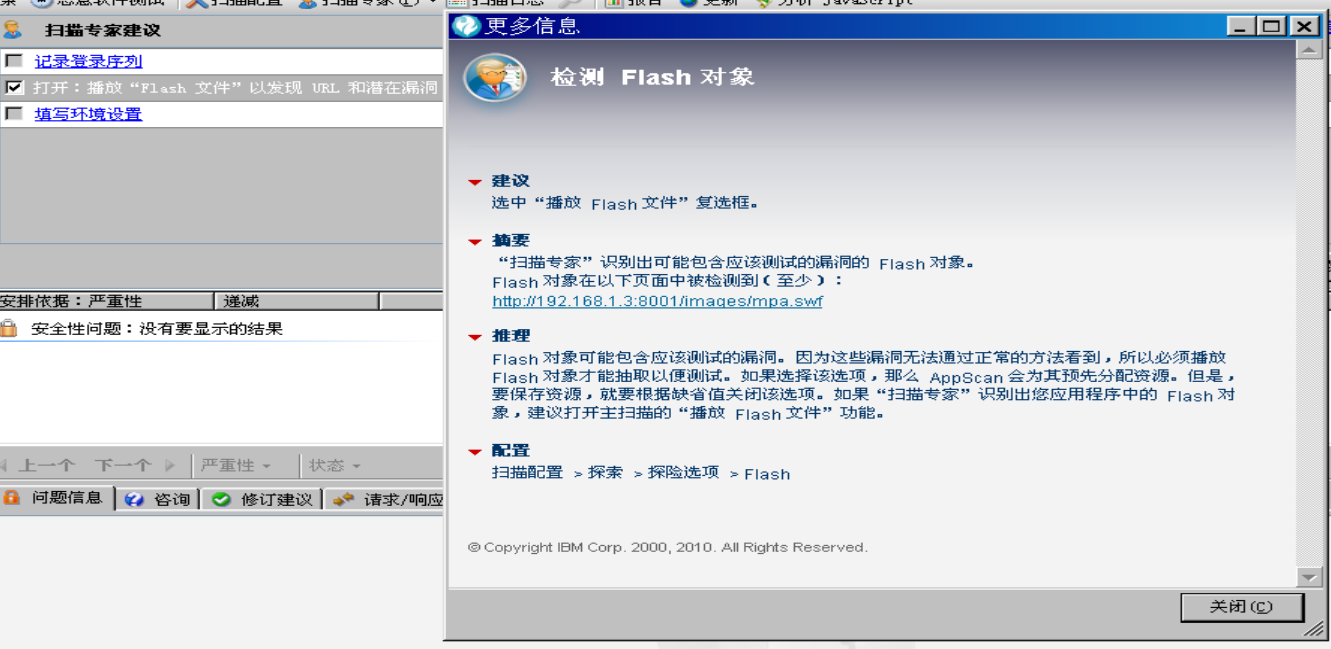 扫描配置
扫描日志
报告
更新
分析 JavaScript
扫描专家建议
记录登录序列
打开：播放“Flash 文件”以发现 URL 和潜在漏洞
填写环境设置
安排依据：严重性
递减
安全性问题：没有要显示的结果
上一个 下一个
严重性
状态
问题信息
咨询
修订建议
请求/响应
更多信息
检测 Flash 对象
建议
选中“播放 Flash 文件”复选框。
摘要
“扫描专家”识别出可能包含应该测试的漏洞的 Flash 对象。
Flash 对象在以下页面中被检测到（至少）：
http://192.168.1.3:8001/images/mpa.swf
推理
Flash 对象可能包含应该测试的漏洞。因为这些漏洞无法通过正常的方法看到，所以必须播放
Flash 对象才能抽取以便测试。如果选择该选项，那么 AppScan 会为其预先分配资源。但是，
要保存资源，就要根据缺省值关闭该选项。如果“扫描专家”识别出您应用程序中的 Flash 对
象，建议打开主扫描的“播放 Flash 文件”功能。
配置
扫描配置 > 探索 > 探险选项 > Flash
© Copyright IBM Corp. 2000, 2010. All Rights Reserved.
关闭(C)